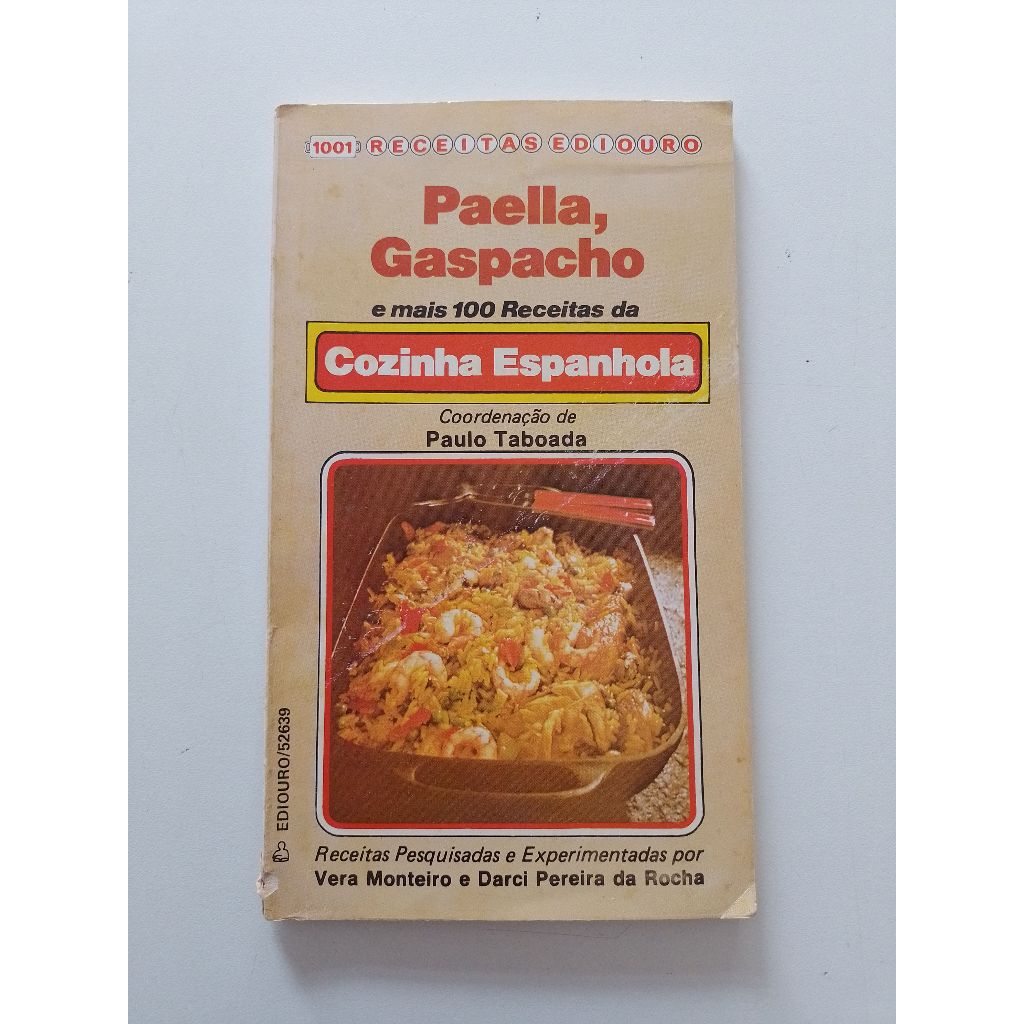 1001 RECEITAS EDIOURO
Paella,
Gaspacho
e mais 100 Receitas da
Cozinha Espanhola
Coordenação de
Paulo Taboada
EDIOURO/52639
Receitas Pesquisadas e Experimentadas por
Vera Monteiro e Darci Pereira da Rocha